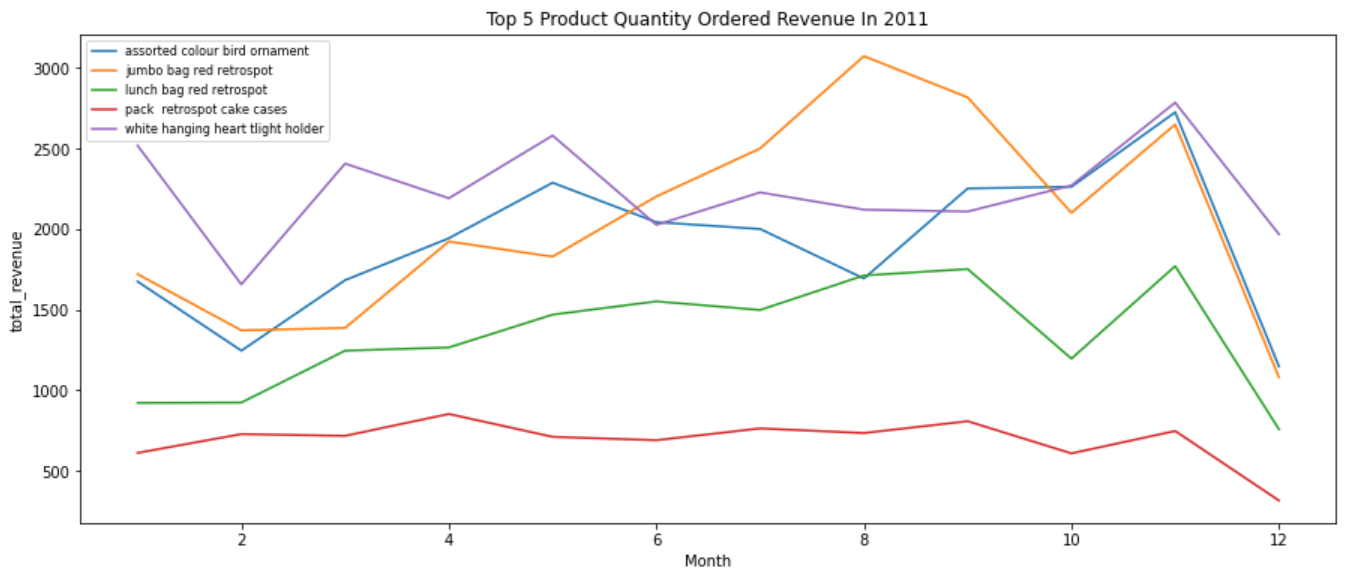 Top 5 Product Quantity Ordered Revenue In 2011
assorted colour bird ornament
jumbo bag red retrospot
lunch bag red retrospot
pack  retrospot cake cases
white hanging heart tlight holder
3000
2500
2000
1500
1000
500
total_revenue
2
4
6
8
10
12
Month